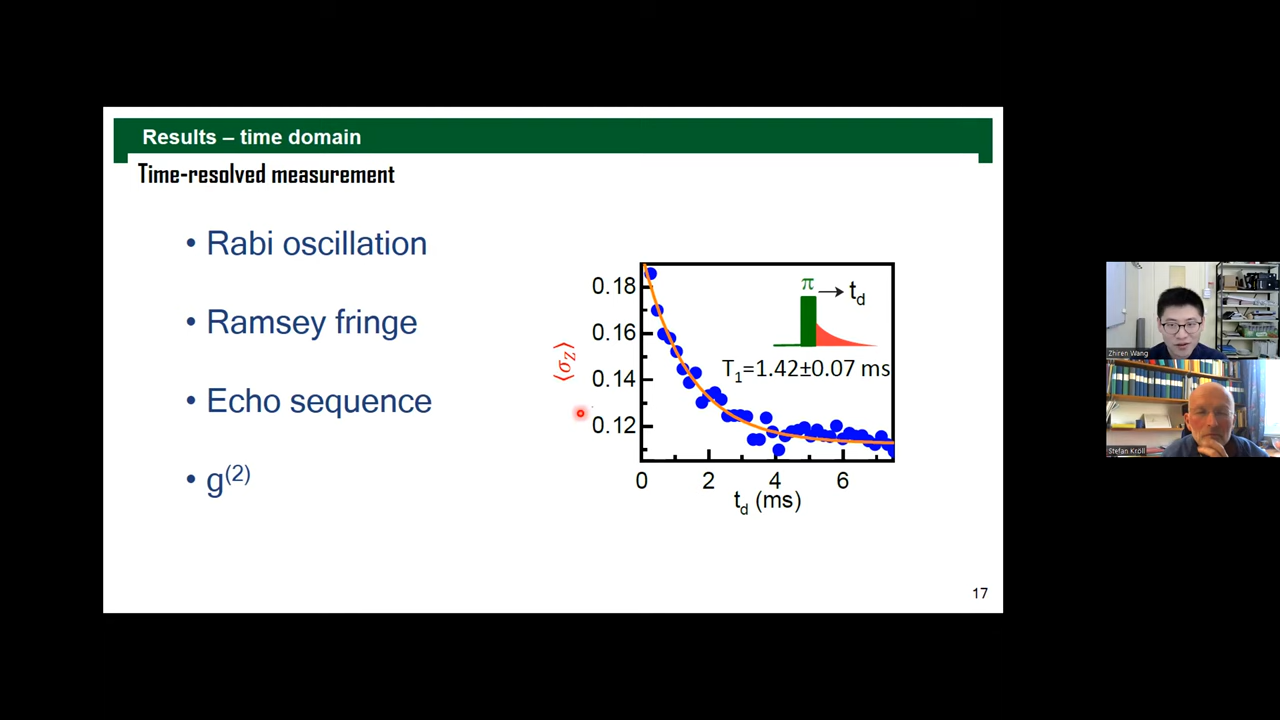 Results – time domain
Time-resolved measurement
• Rabi oscillation
• Ramsey fringe
• Echo sequence
• g(2)
0.18
0.16
0.14
0.12
⟨σZ⟩
π → td
T1=1.42±0.07 ms
0 2 4 6
td (ms)
17
Zhiren Wang
Stefan Kröll